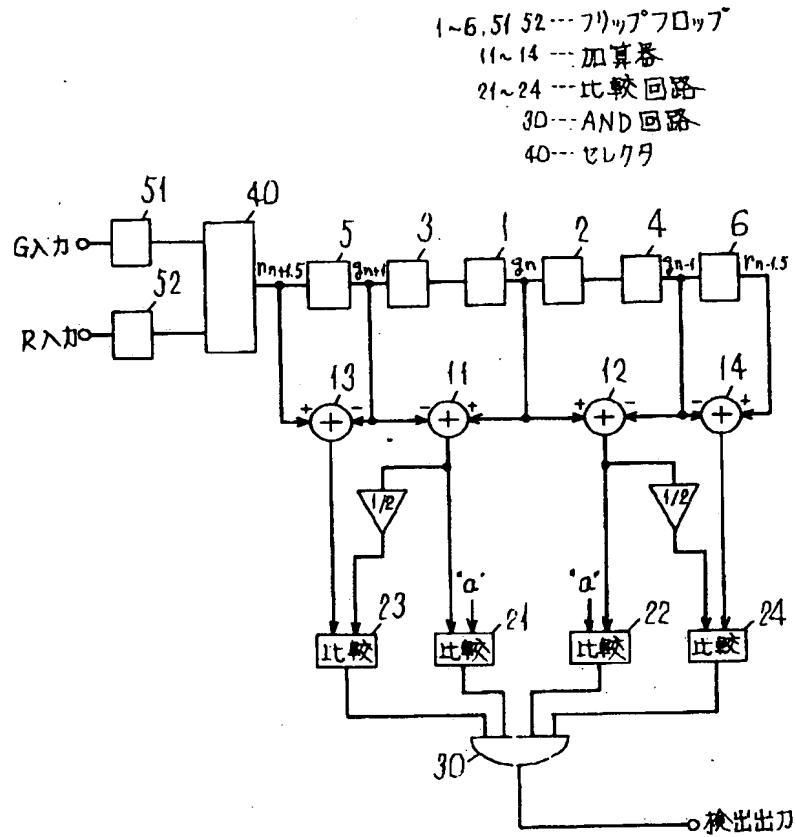 1~6,51 52…フリップフロップ
11~14…加算器
21~24…比較回路
30…AND回路
40…セレクタ
51
40
G入力
52
R入力
rn+1.5
5
gn+1
3
1
gn
2
4
gn-1
6
rn-1.5
13
11
12
14
+ + -
- + +
+ + -
- + +
1/2
1/2
"a"
"a"
23
21
22
24
比較
比較
比較
比較
30
検出出力